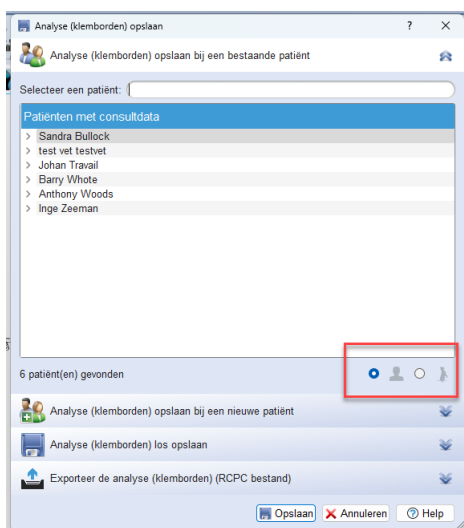 Analyse (klemborden) opslaan
Analyse (klemborden) opslaan bij een bestaande patiënt
Selecteer een patiënt:
Patiënten met consultdata
Sandra Bullock
test vet testvet
Johan Travail
Barry Whote
Anthony Woods
Inge Zeeman
6 patiënt(en) gevonden
Analyse (klemborden) opslaan bij een nieuwe patiënt
Analyse (klemborden) los opslaan
Exporteer de analyse (klemborden) (RCPC bestand)
Opslaan Annuleren Help